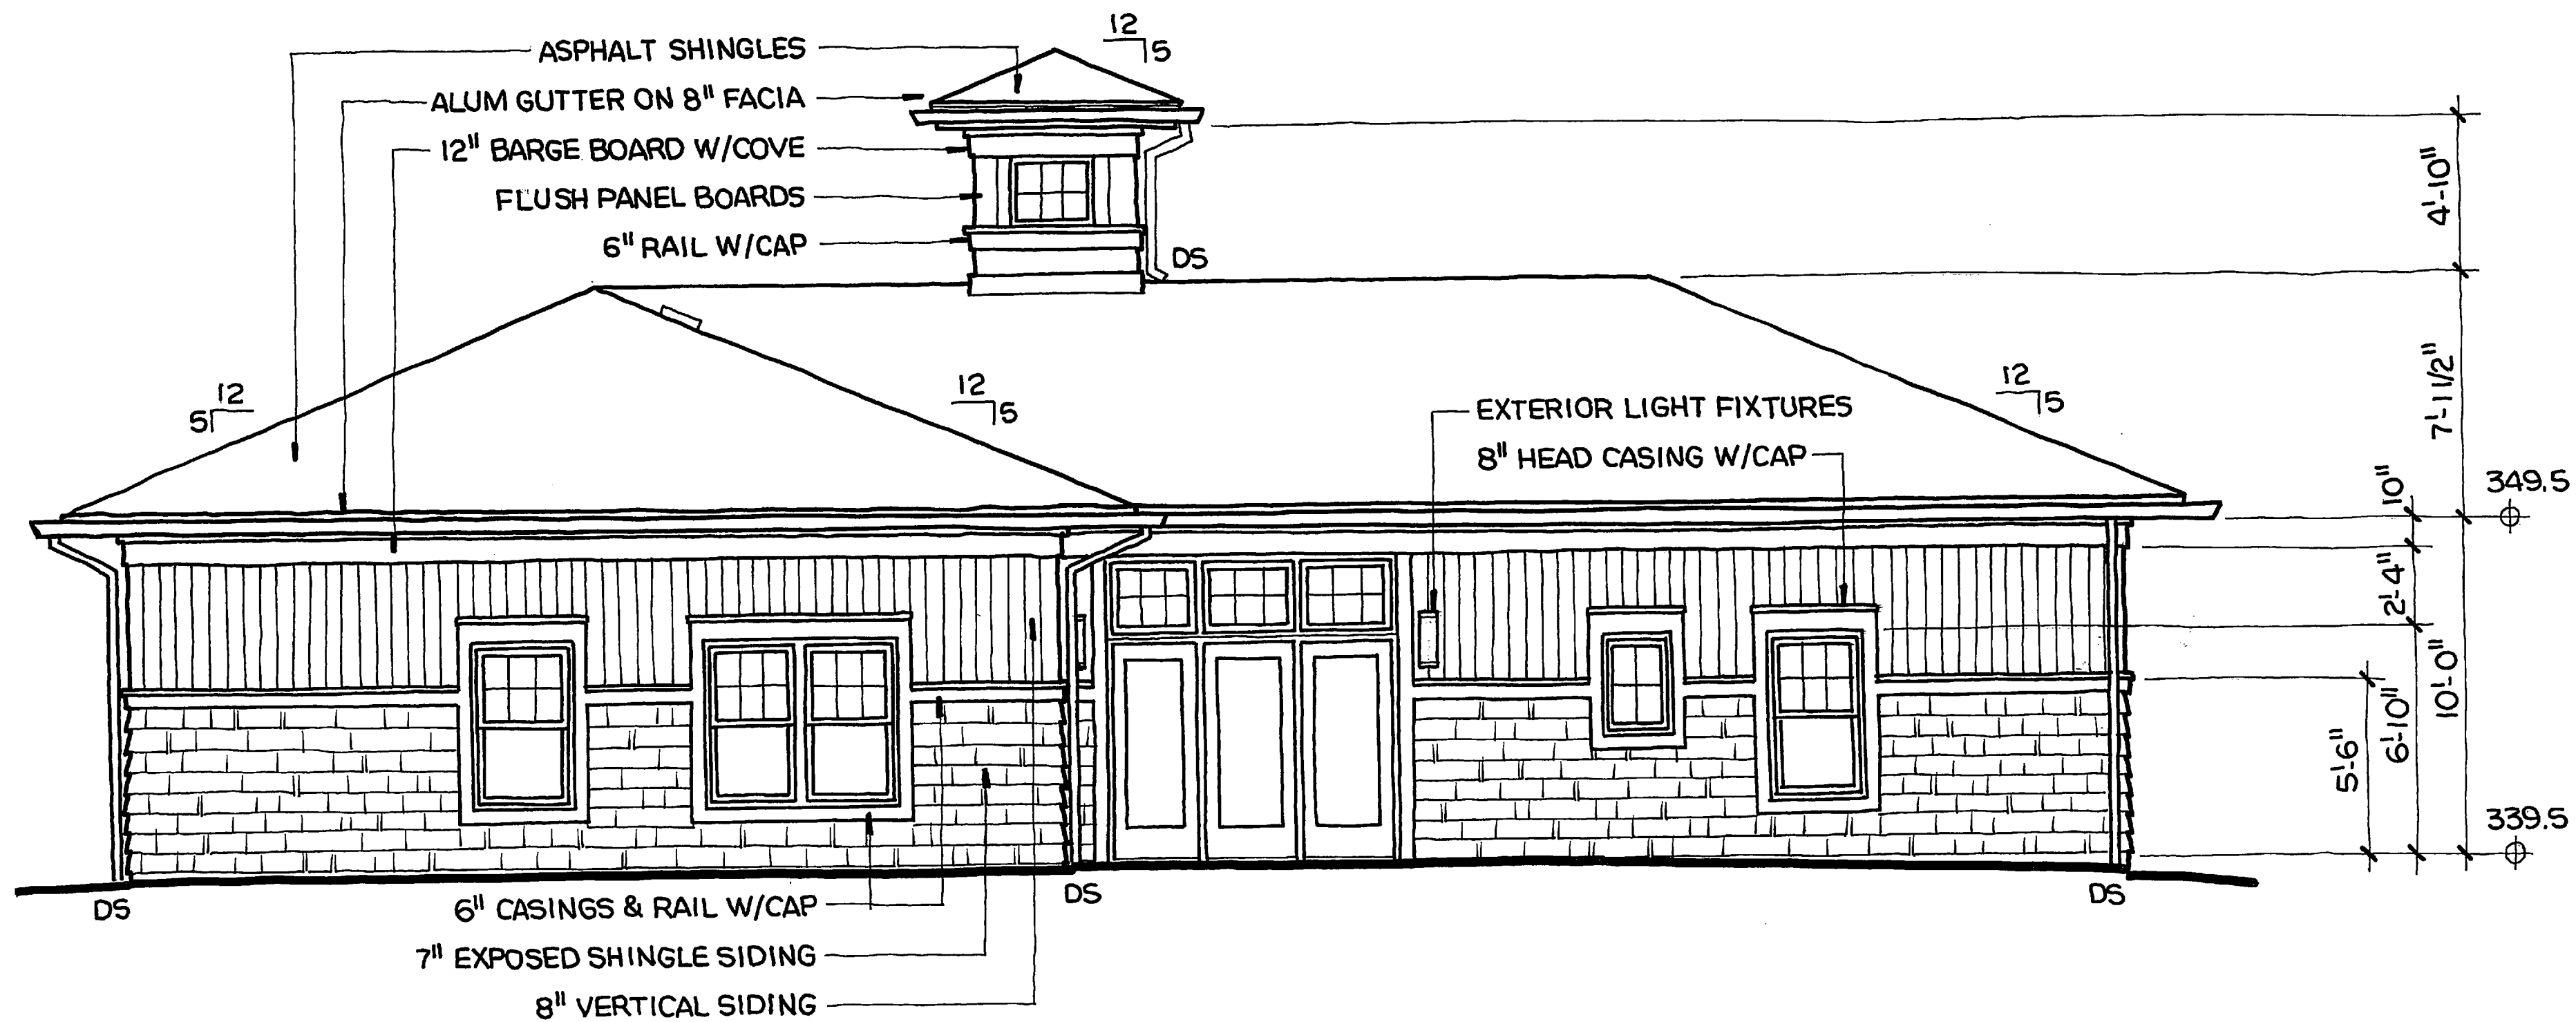 12
5
ASPHALT SHINGLES
ALUM GUTTER ON 8" FACIA
12" BARGE BOARD W/COVE
FLUSH PANEL BOARDS
6" RAIL W/CAP
DS
4'-10"
12
5
12
5
12
5
7'-1 1/2"
EXTERIOR LIGHT FIXTURES
8" HEAD CASING W/CAP
10"
349.5
2'-4"
10'-0"
6'-10"
5'-6"
339.5
DS
DS
DS
6" CASINGS & RAIL W/CAP
7" EXPOSED SHINGLE SIDING
8" VERTICAL SIDING